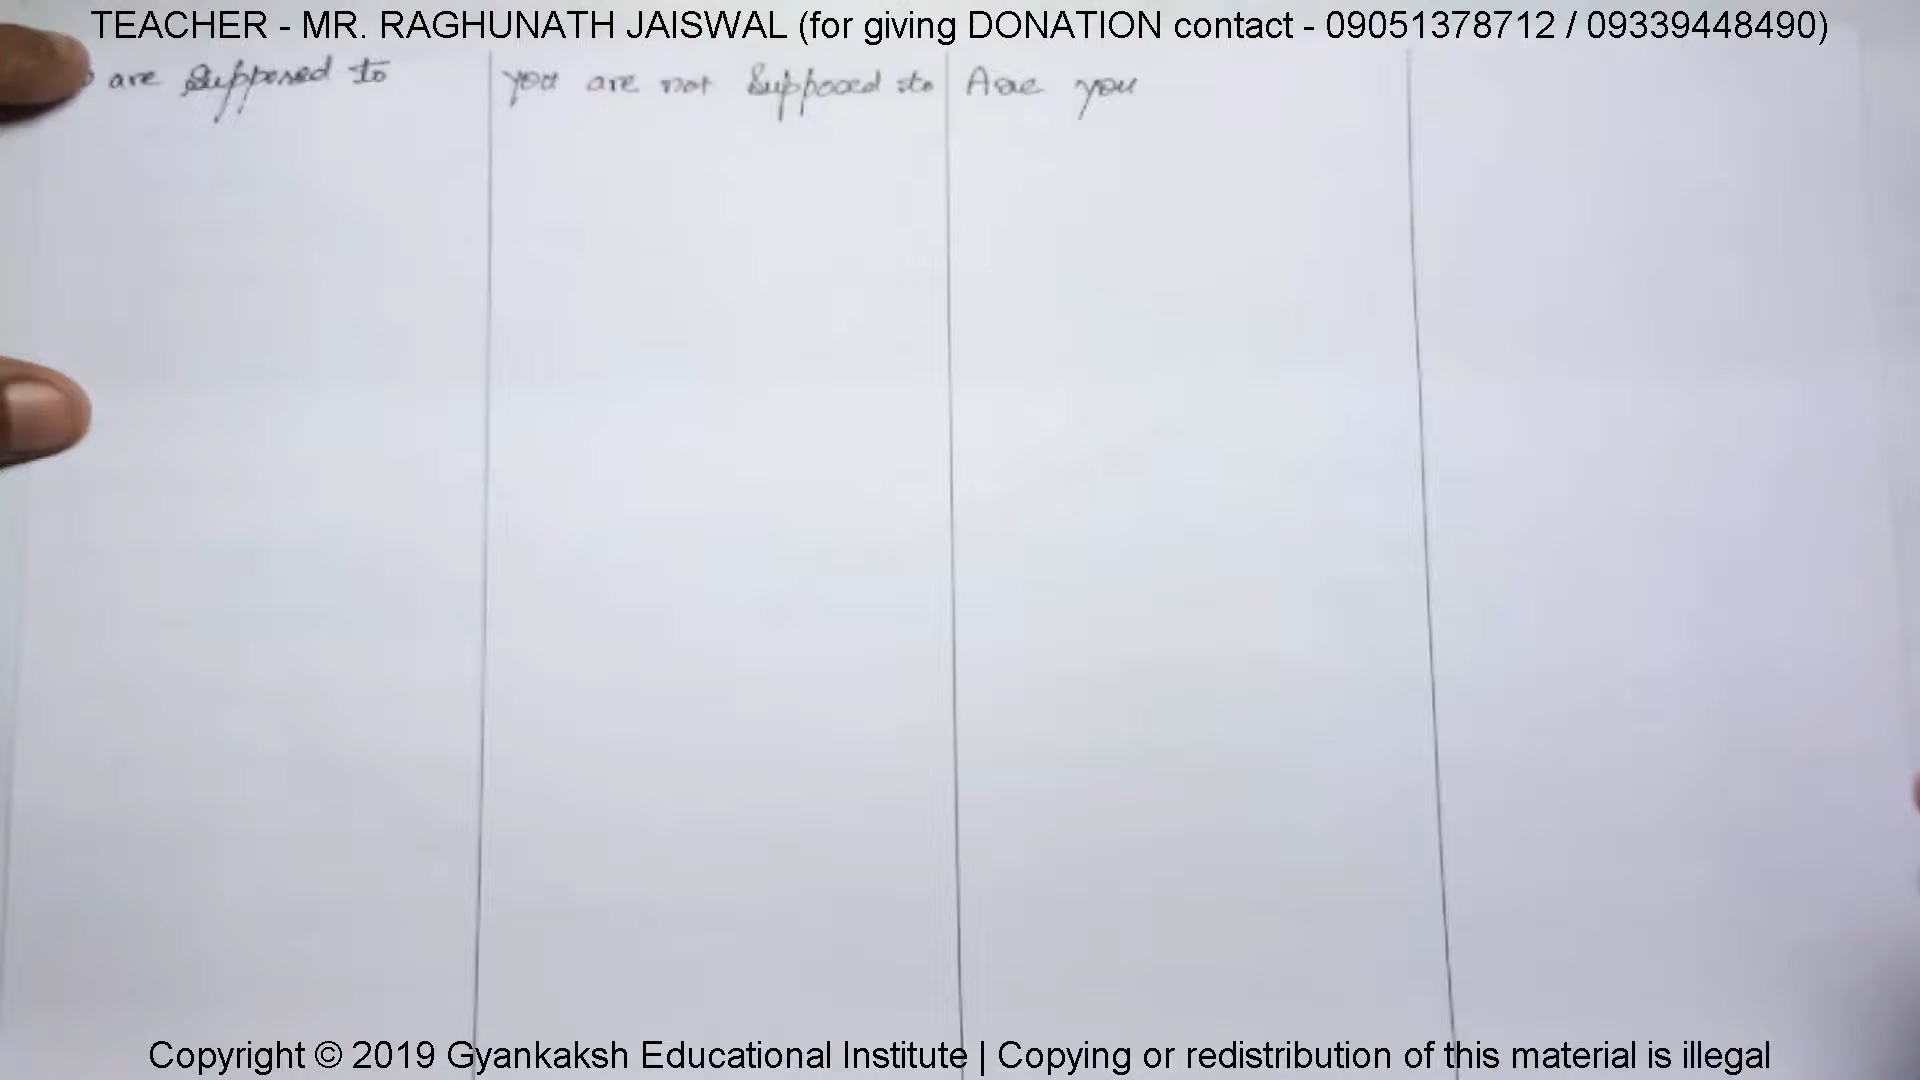 TEACHER - MR. RAGHUNATH JAISWAL (for giving DONATION contact - 09051378712 / 09339448490)
are supposed to
you are not supposed to
Are you
Copyright © 2019 Gyankaksh Educational Institute | Copying or redistribution of this material is illegal